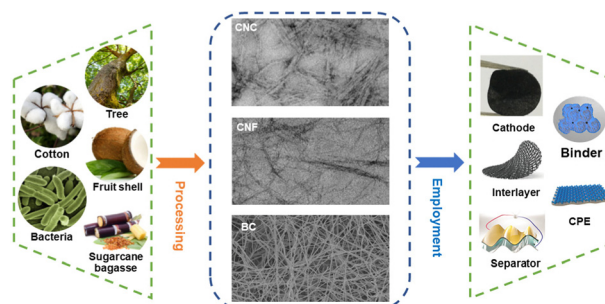 Tree
Cotton
Fruit shell
Bacteria
Sugarcane
bagasse
Processing
CNC
CNF
BC
Employment
Cathode
Binder
Interlayer
CPE
Separator